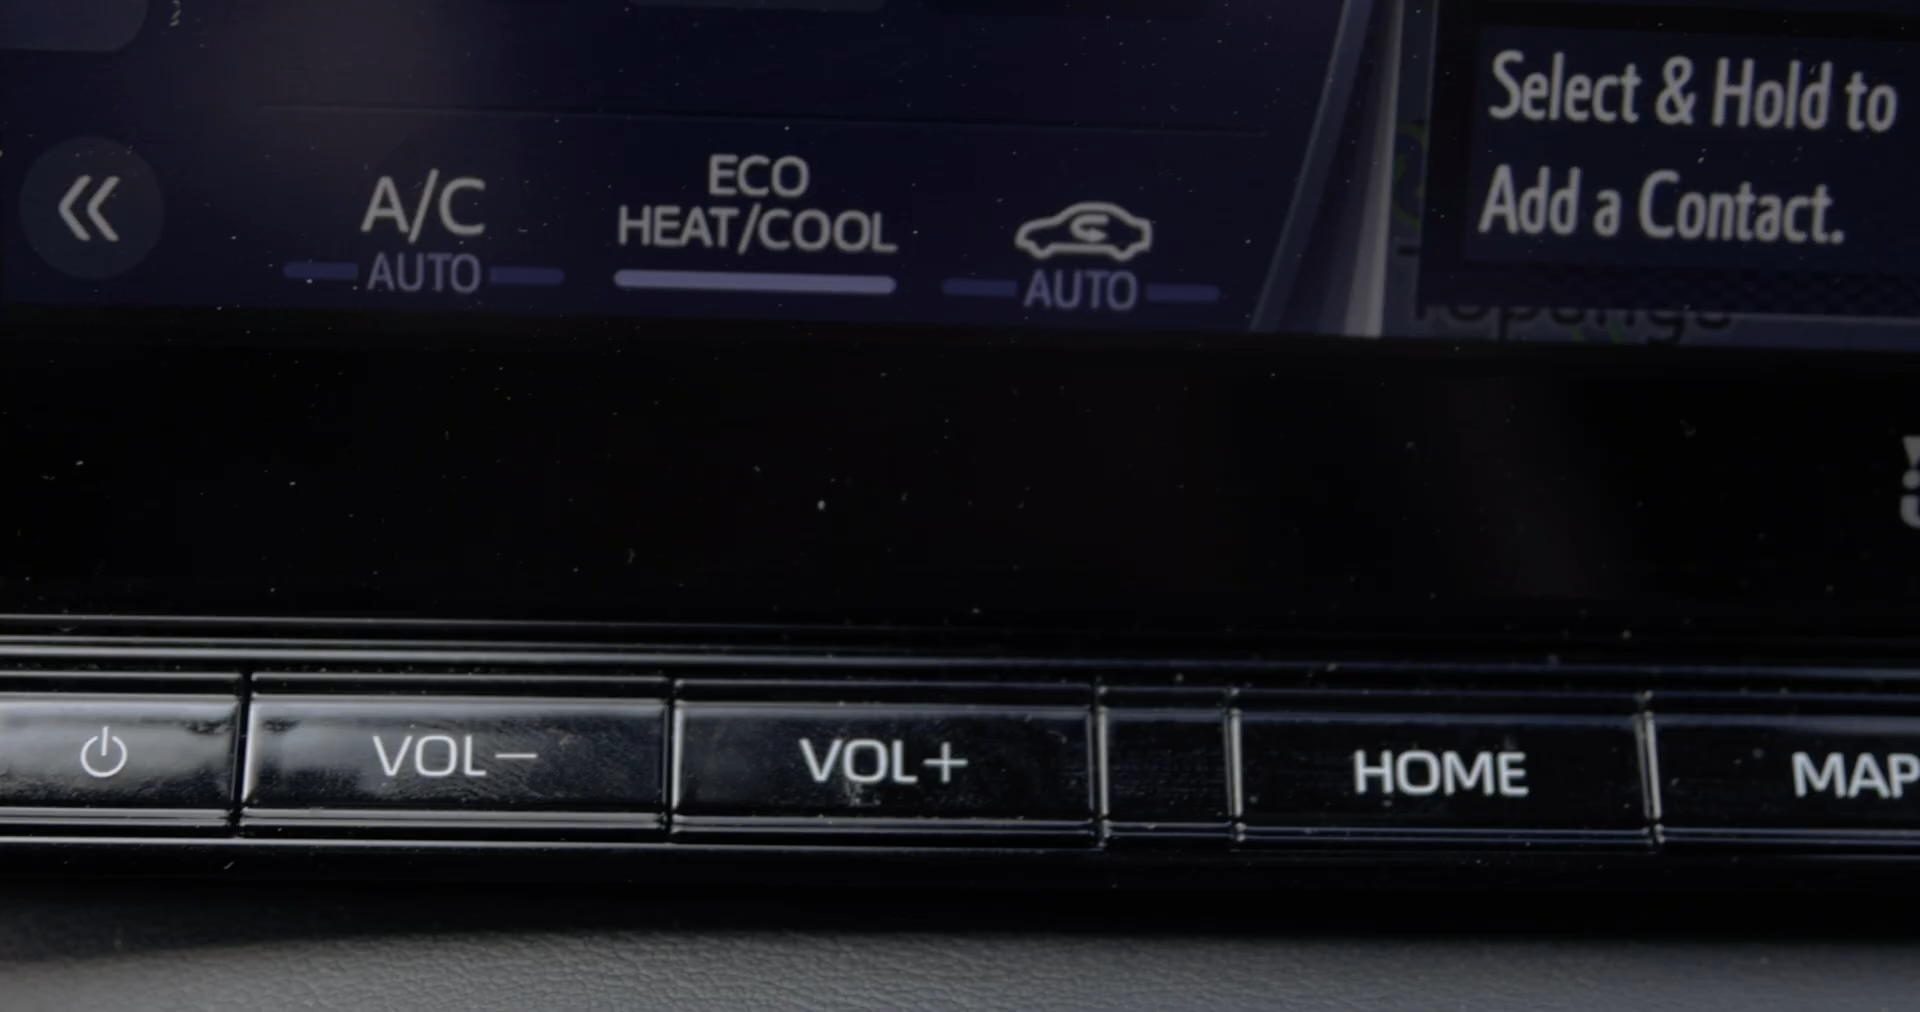 A/C
AUTO
ECO
HEAT/COOL
AUTO
Select & Hold to
Add a Contact.
VOL−
VOL+
HOME
MAP